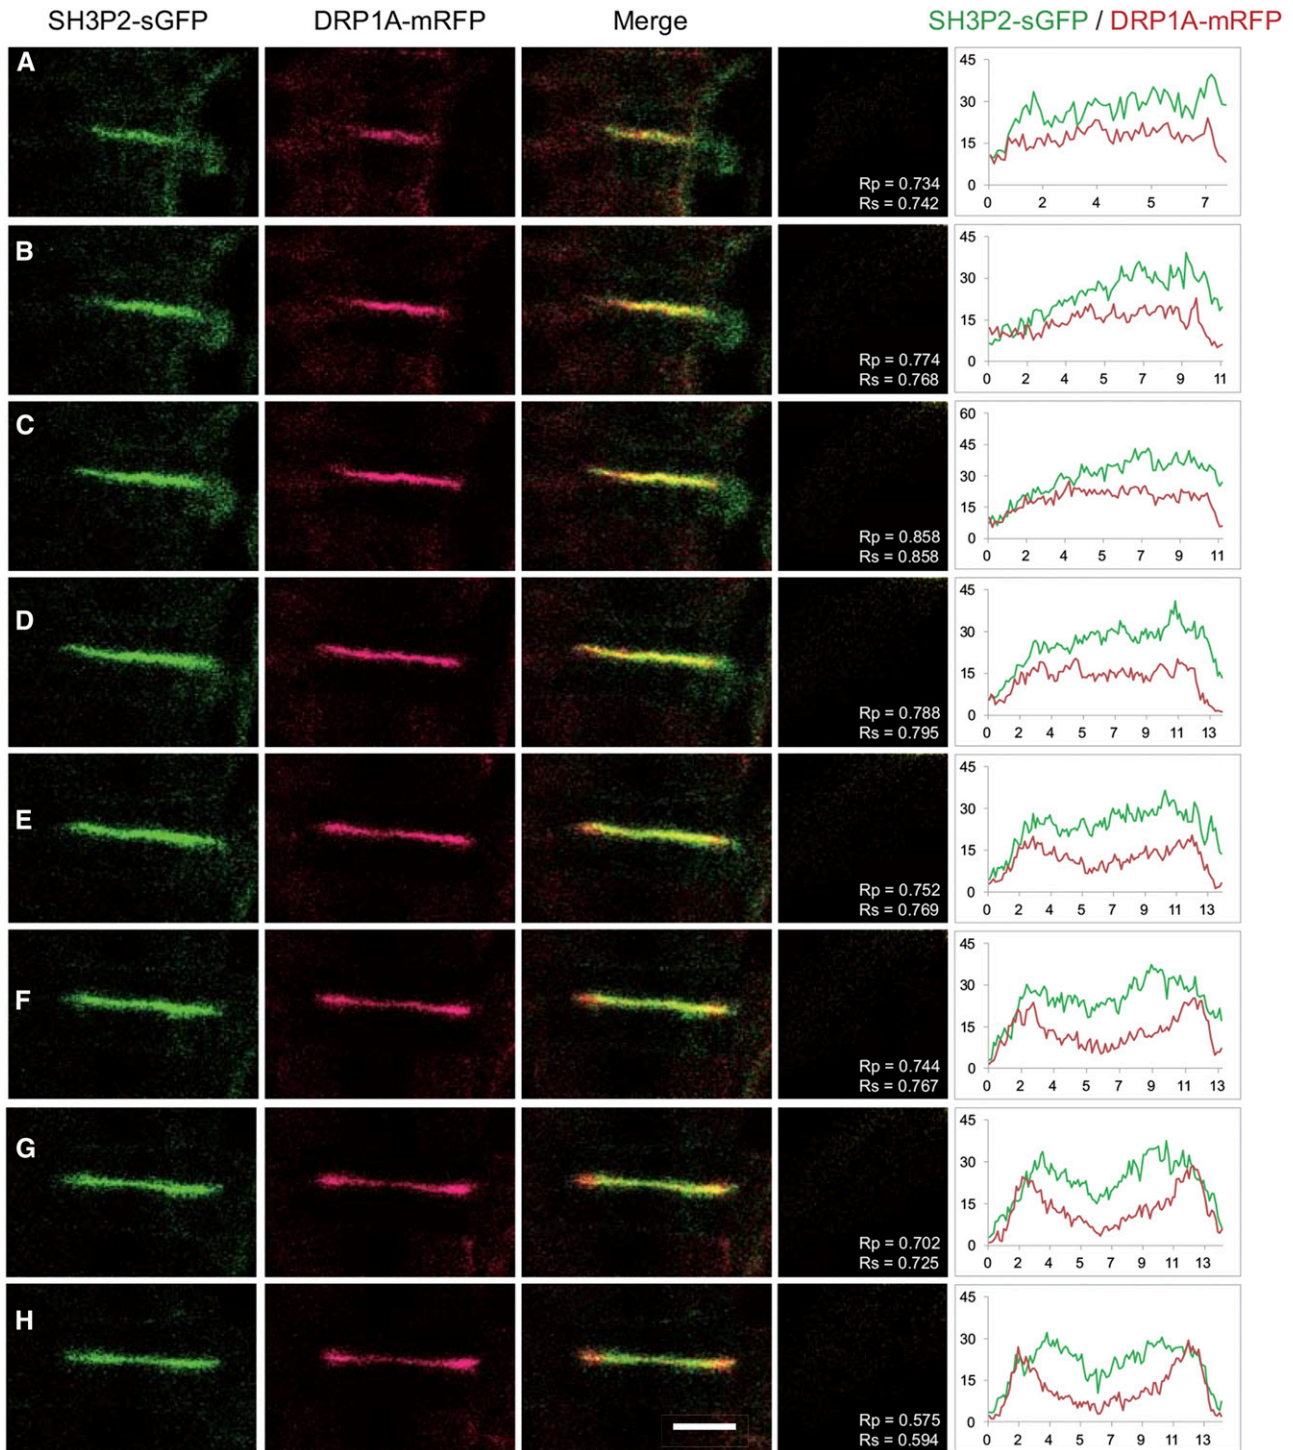 SH3P2-sGFP DRP1A-mRFP Merge SH3P2-sGFP / DRP1A-mRFP
A
Rp = 0.734
Rs = 0.742
45
30
15
0
0 2 4 5 7
B
Rp = 0.774
Rs = 0.768
45
30
15
0
0 2 4 5 7 9 11
C
Rp = 0.858
Rs = 0.858
60
45
30
15
0
0 2 4 5 7 9 11
D
Rp = 0.788
Rs = 0.795
45
30
15
0
0 2 4 5 7 9 11 13
E
Rp = 0.752
Rs = 0.769
45
30
15
0
0 2 4 5 7 9 11 13
F
Rp = 0.744
Rs = 0.767
45
30
15
0
0 2 4 5 7 9 11 13
G
Rp = 0.702
Rs = 0.725
45
30
15
0
0 2 4 5 7 9 11 13
H
Rp = 0.575
Rs = 0.594
45
30
15
0
0 2 4 5 7 9 11 13